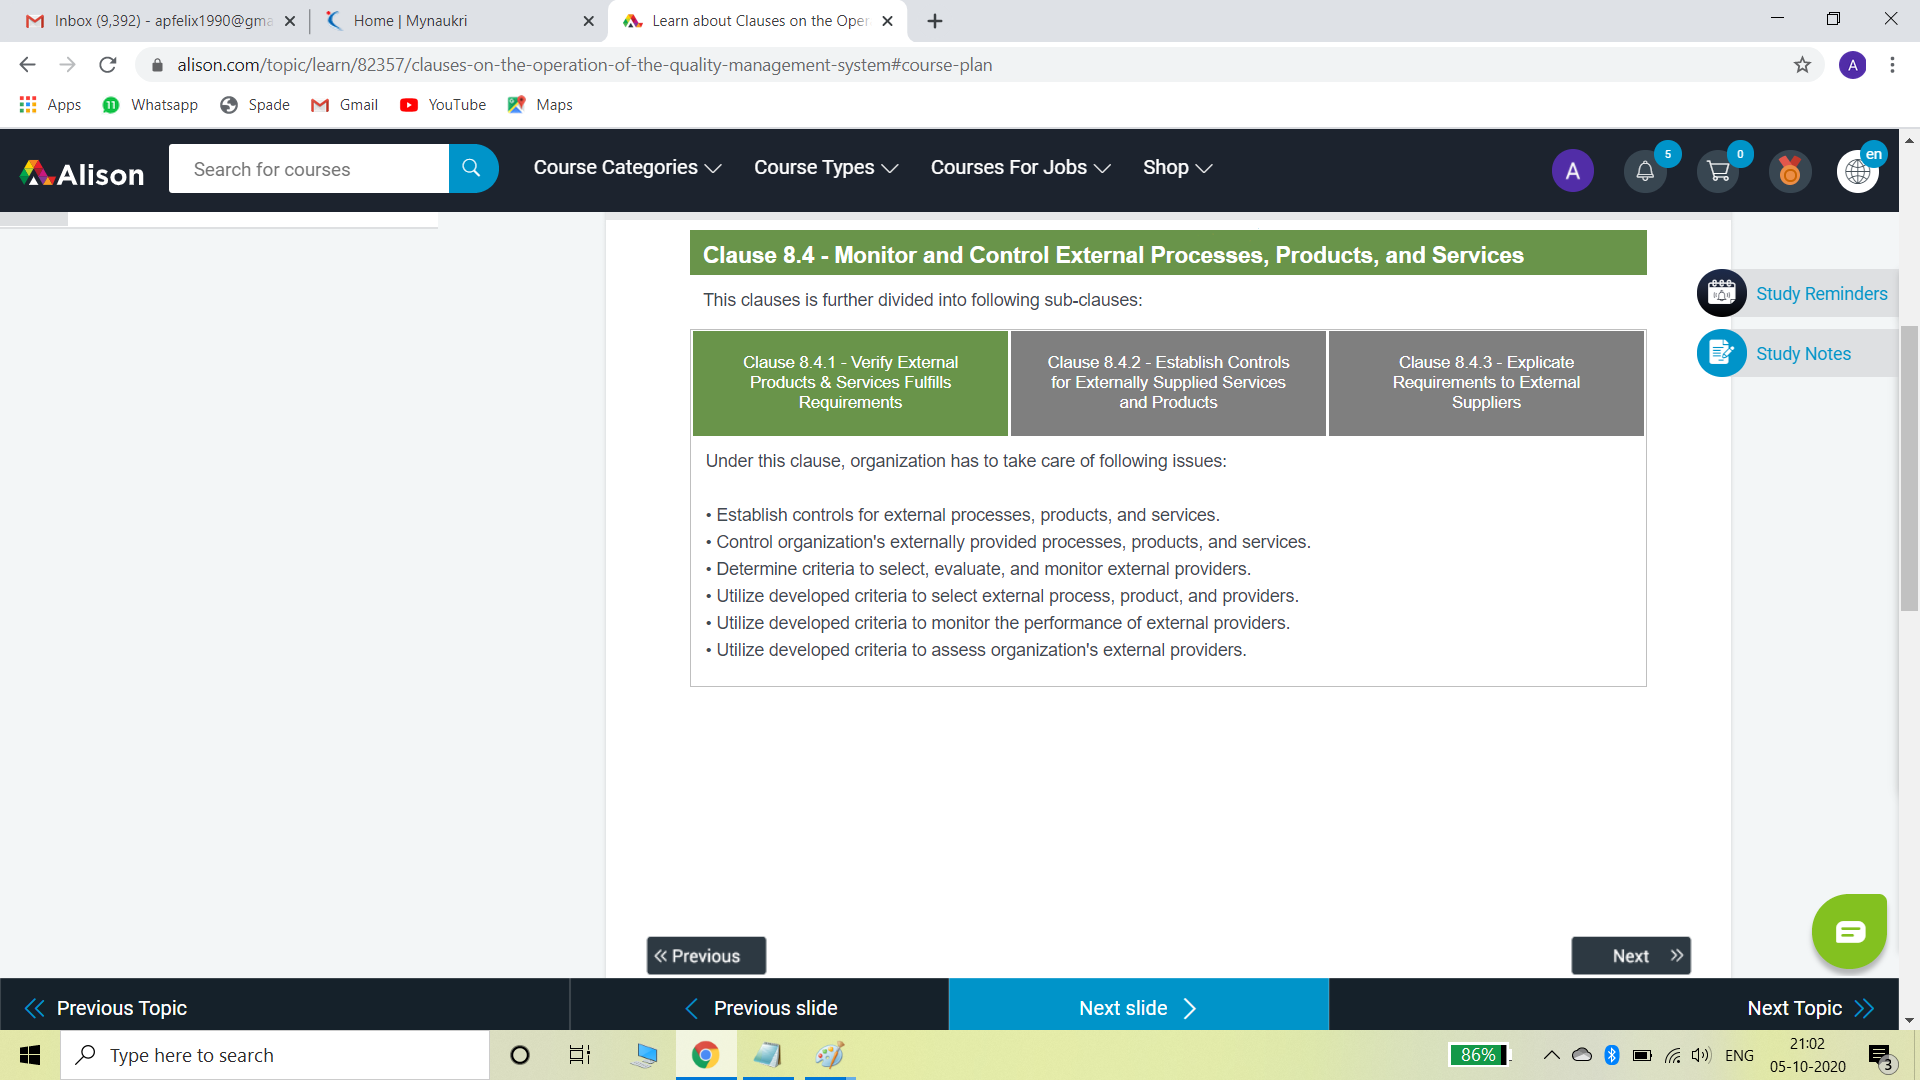 Inbox (9,392) - apfelix1990@gma
Home | Mynaukri
Learn about Clauses on the Oper
alison.com/topic/learn/82357/clauses-on-the-operation-of-the-quality-management-system#course-plan
A
Apps
11
Whatsapp
Spade
Gmail
YouTube
Maps
Alison
Search for courses
Course Categories
Course Types
Courses For Jobs
Shop
A
5
0
en
Clause 8.4 - Monitor and Control External Processes, Products, and Services
This clauses is further divided into following sub-clauses:
Study Reminders
Study Notes
Clause 8.4.1 - Verify External
Products & Services Fulfills
Requirements
Clause 8.4.2 - Establish Controls
for Externally Supplied Services
and Products
Clause 8.4.3 - Explicate
Requirements to External
Suppliers
Under this clause, organization has to take care of following issues:
• Establish controls for external processes, products, and services.
• Control organization's externally provided processes, products, and services.
• Determine criteria to select, evaluate, and monitor external providers.
• Utilize developed criteria to select external process, product, and providers.
• Utilize developed criteria to monitor the performance of external providers.
• Utilize developed criteria to assess organization's external providers.
Previous
Next
Previous Topic
Previous slide
Next slide
Next Topic
Type here to search
86%
ENG
21:02
05-10-2020
3